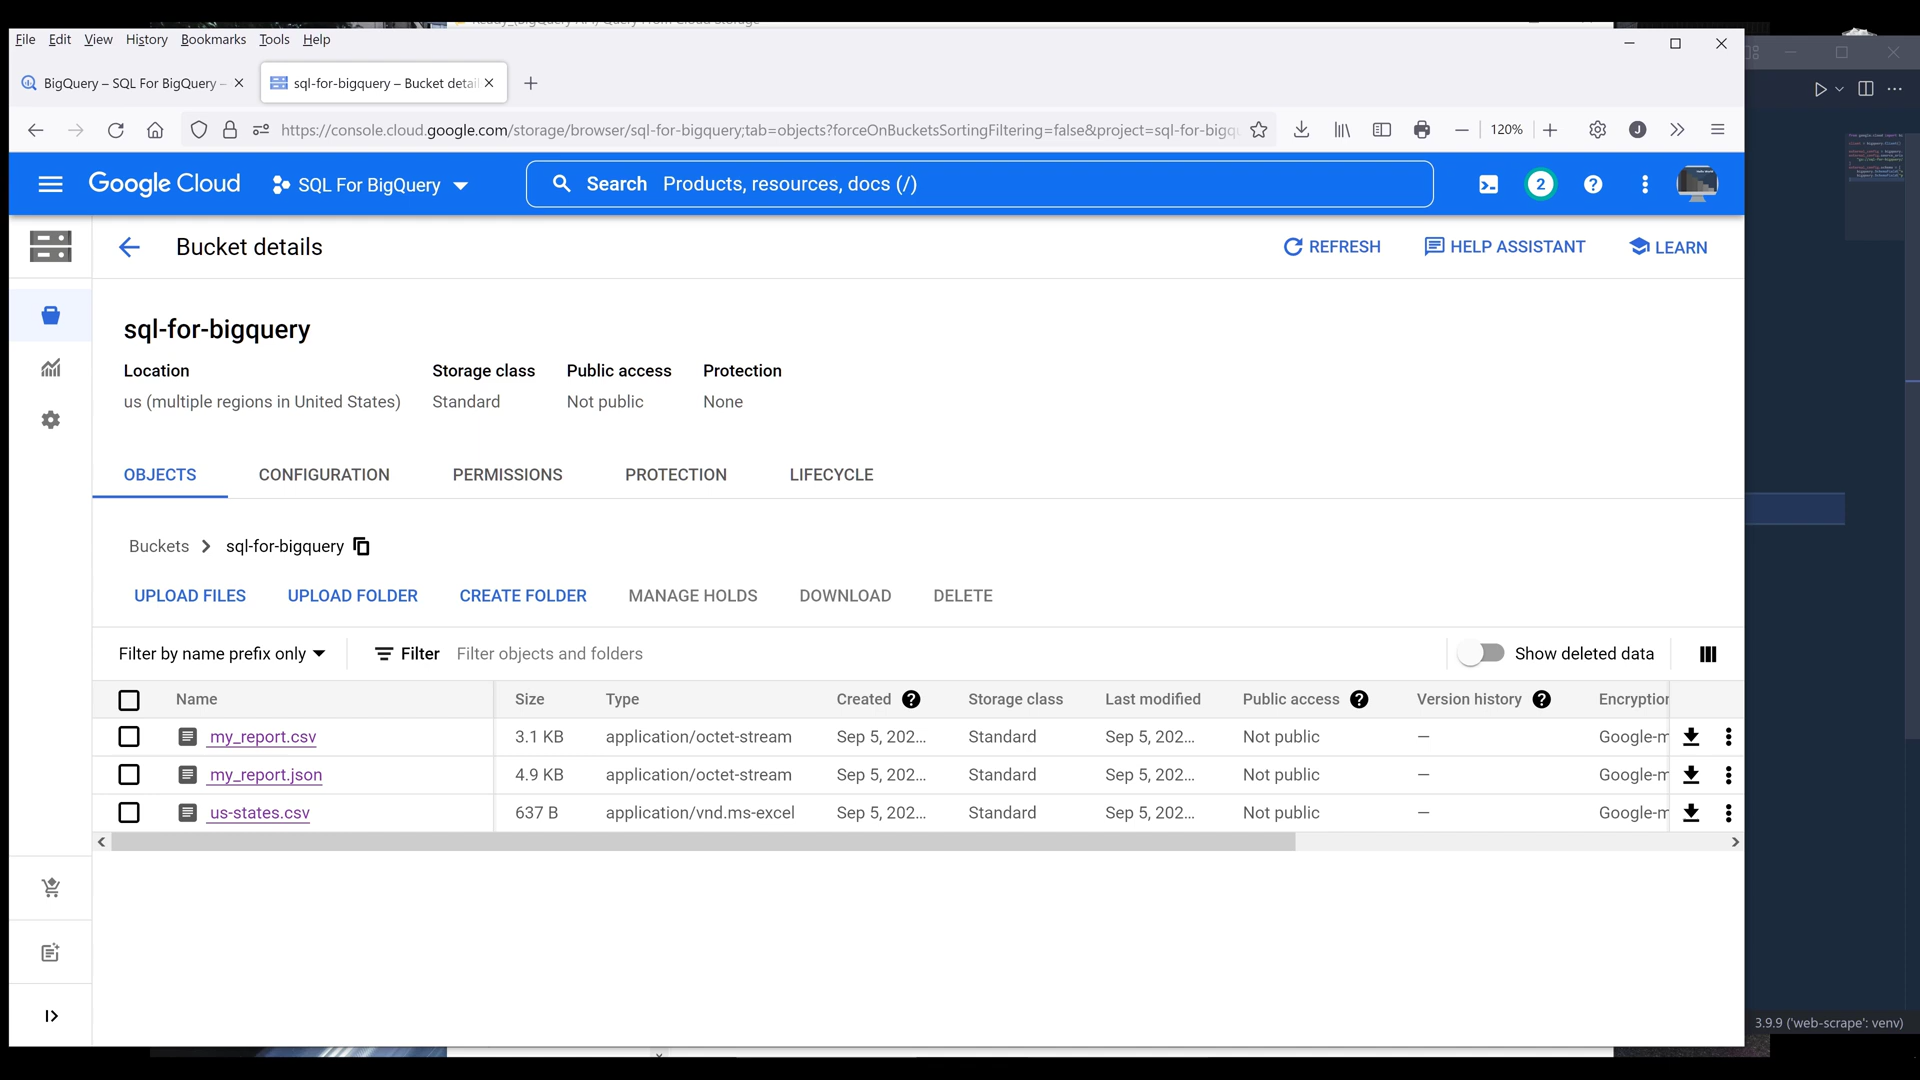 File Edit View History Bookmarks Tools Help
BigQuery – SQL For BigQuery –
sql-for-bigquery – Bucket detai
https://console.cloud.google.com/storage/browser/sql-for-bigquery;tab=objects?forceOnBucketsSortingFiltering=false&project=sql-for-bigqu
120%
J
Google Cloud
SQL For BigQuery
Search Products, resources, docs (/)
2
Bucket details
REFRESH
HELP ASSISTANT
LEARN
sql-for-bigquery
Location Storage class Public access Protection
us (multiple regions in United States) Standard Not public None
OBJECTS CONFIGURATION PERMISSIONS PROTECTION LIFECYCLE
Buckets > sql-for-bigquery
UPLOAD FILES UPLOAD FOLDER CREATE FOLDER MANAGE HOLDS DOWNLOAD DELETE
Filter by name prefix only Filter Filter objects and folders Show deleted data
Name Size Type Created Storage class Last modified Public access Version history Encryption
my_report.csv 3.1 KB application/octet-stream Sep 5, 202... Standard Sep 5, 202... Not public — Google-m
my_report.json 4.9 KB application/octet-stream Sep 5, 202... Standard Sep 5, 202... Not public — Google-m
us-states.csv 637 B application/vnd.ms-excel Sep 5, 202... Standard Sep 5, 202... Not public — Google-m
3.9.9 ('web-scrape': venv)